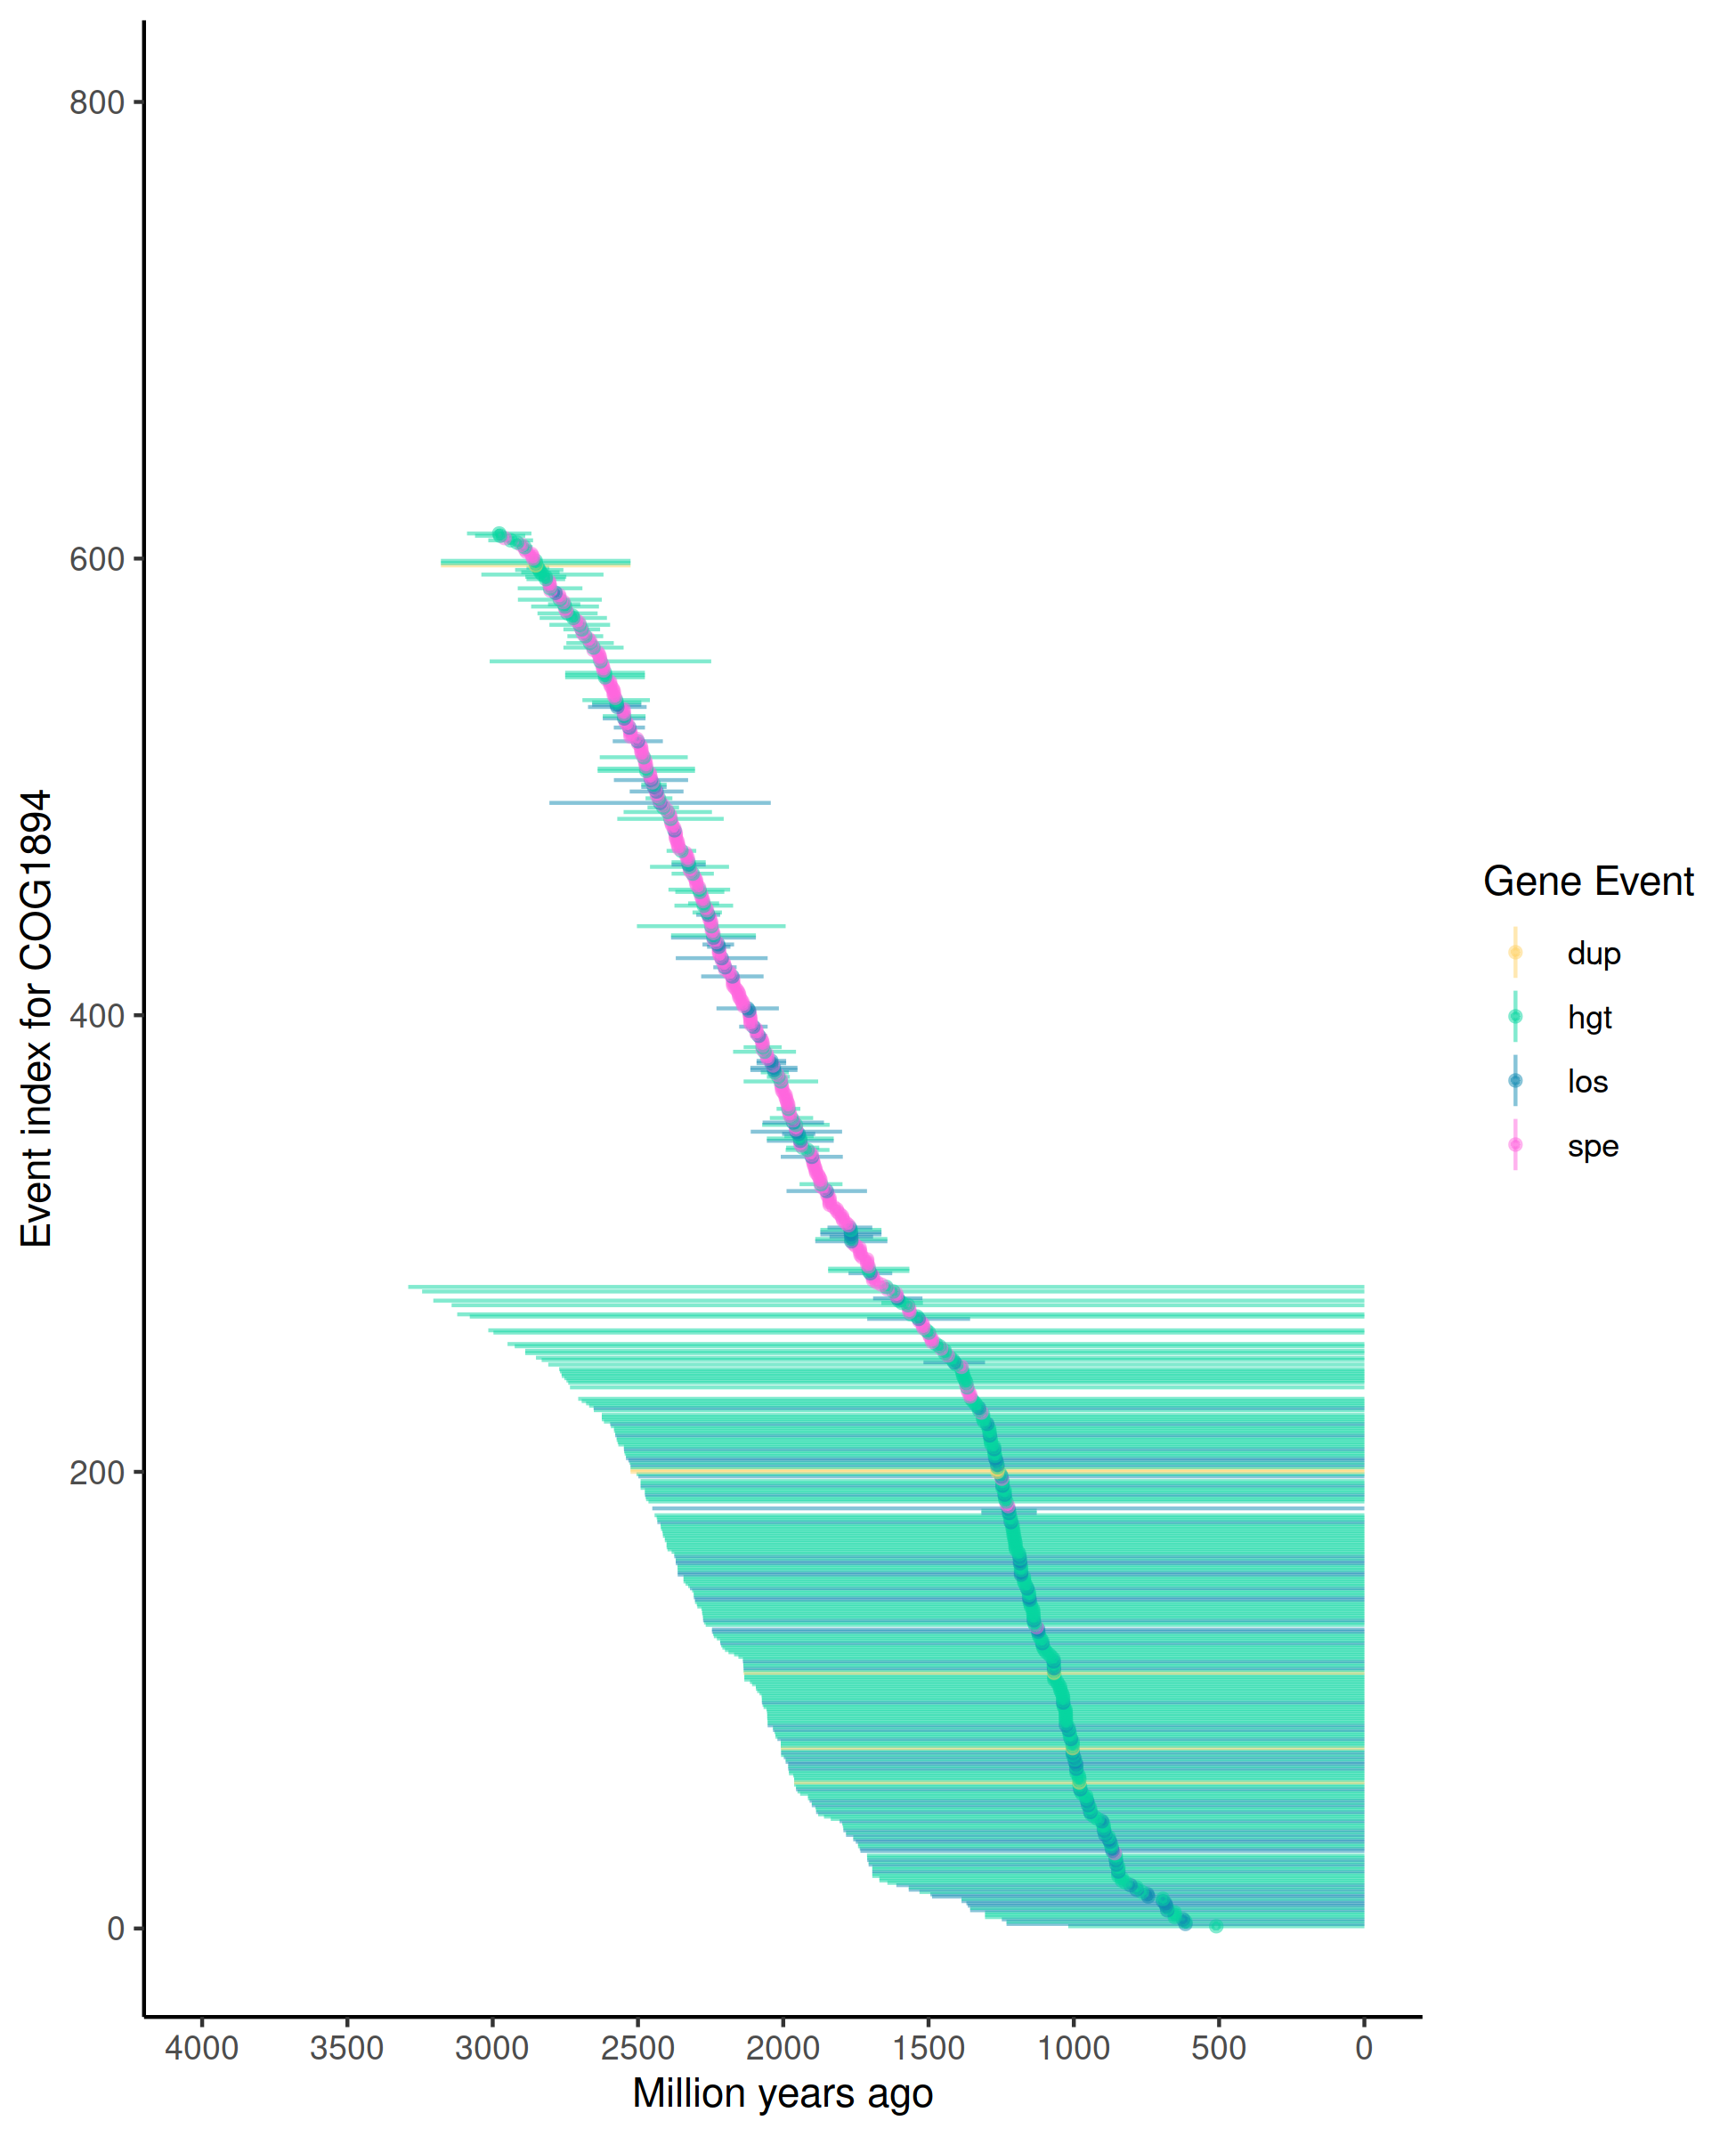 Event index for COG1894
800
600
400
200
0
4000 3500 3000 2500 2000 1500 1000 500 0
Million years ago
Gene Event
dup
hgt
los
spe